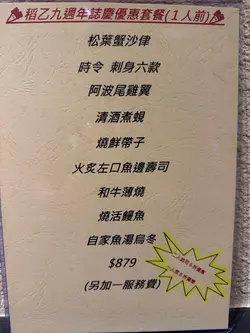 稻乙九週年誌慶優惠套餐(1人前)
松葉蟹沙律
時令 刺身六款
阿波尾雞翼
清酒煮蜆
燒鮮帶子
火炙左口魚邊壽司
和牛薄燒
燒活鰻魚
自家魚湯烏冬
$879
(另加一服務費)